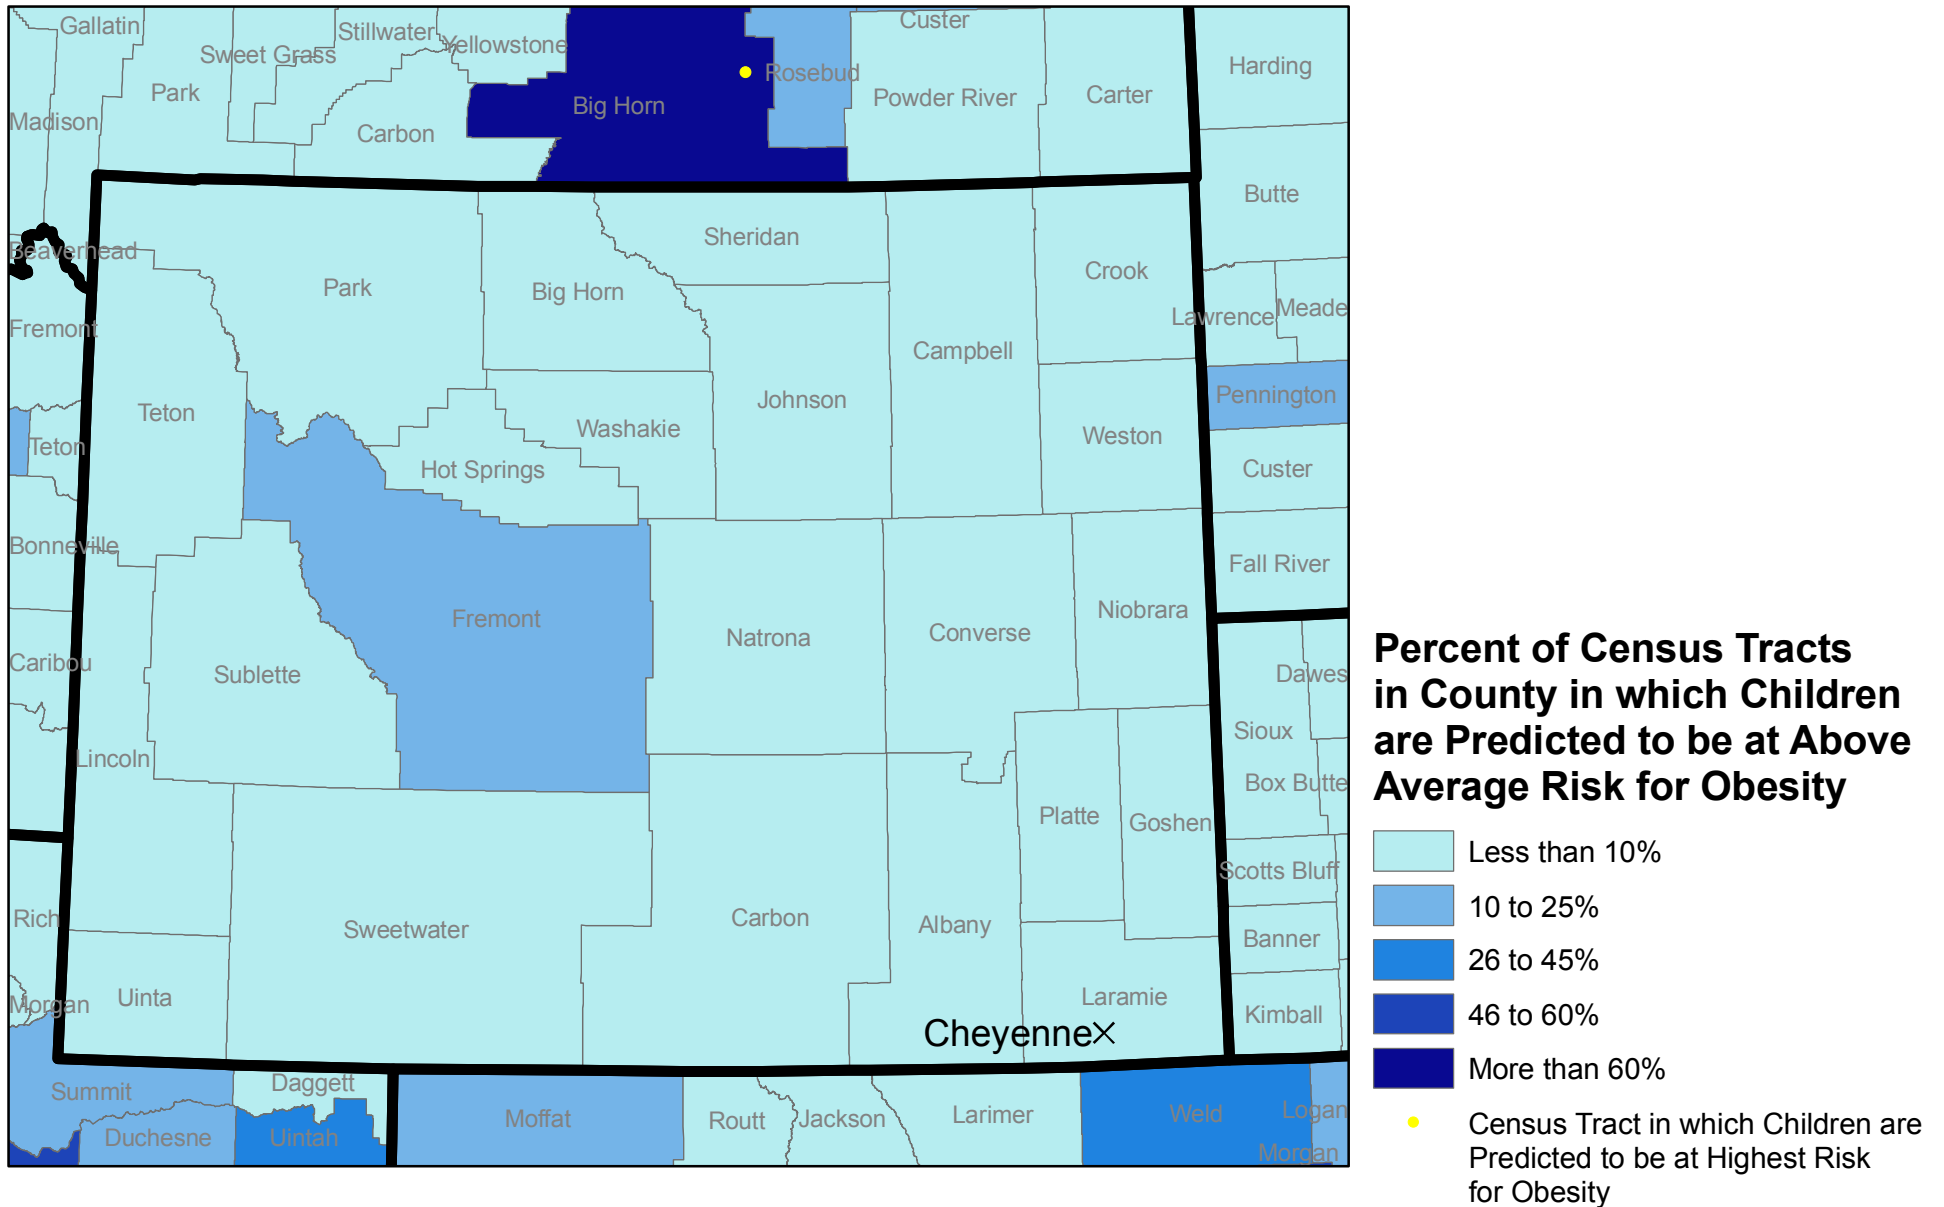 Gallatin
Stillwater
Custer
Sweet Grass
Yellowstone
Harding
Rosebud
Park
Big Horn
Powder River
Carter
Madison
Carbon
Butte
Sheridan
Beaverhead
Crook
Park
Big Horn
Meade
Lawrence
Fremont
Campbell
Pennington
Johnson
Teton
Washakie
Weston
Teton
Hot Springs
Custer
Bonneville
Fall River
Niobrara
Fremont
Converse
Natrona
Caribou
Sublette
Dawes
Sioux
Lincoln
Box Butte
Platte
Goshen
Scotts Bluff
Rich
Carbon
Albany
Sweetwater
Banner
Morgan
Uinta
Laramie
Kimball
Cheyenne
Summit
Daggett
Moffat
Routt
Jackson
Larimer
Weld
Logan
Duchesne
Uintah
Morgan
Percent of Census Tracts
in County in which Children
are Predicted to be at Above
Average Risk for Obesity
Less than 10%
10 to 25%
26 to 45%
46 to 60%
More than 60%
Census Tract in which Children are
Predicted to be at Highest Risk
for Obesity